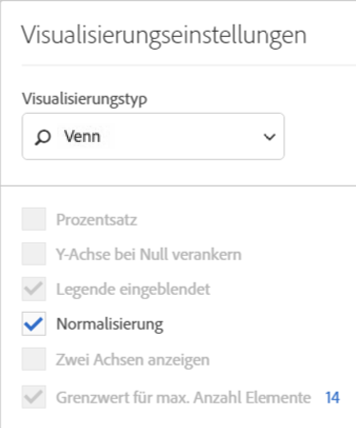 Visualisierungseinstellungen
Visualisierungstyp
Venn
Prozentsatz
Y-Achse bei Null verankern
Legende eingeblendet
Normalisierung
Zwei Achsen anzeigen
Grenzwert für max. Anzahl Elemente 14